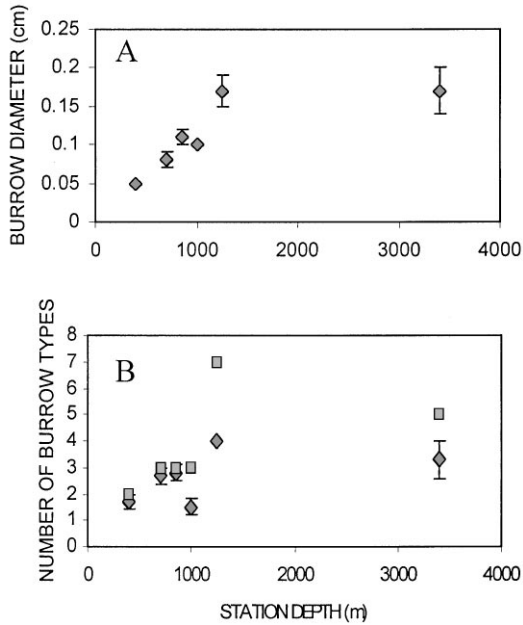 BURROW DIAMETER (cm)
0.25
0.2
0.15
0.1
0.05
0
A
0 1000 2000 3000 4000
NUMBER OF BURROW TYPES
8
7
6
5
4
3
2
1
0
B
0 1000 2000 3000 4000
STATION DEPTH (m)